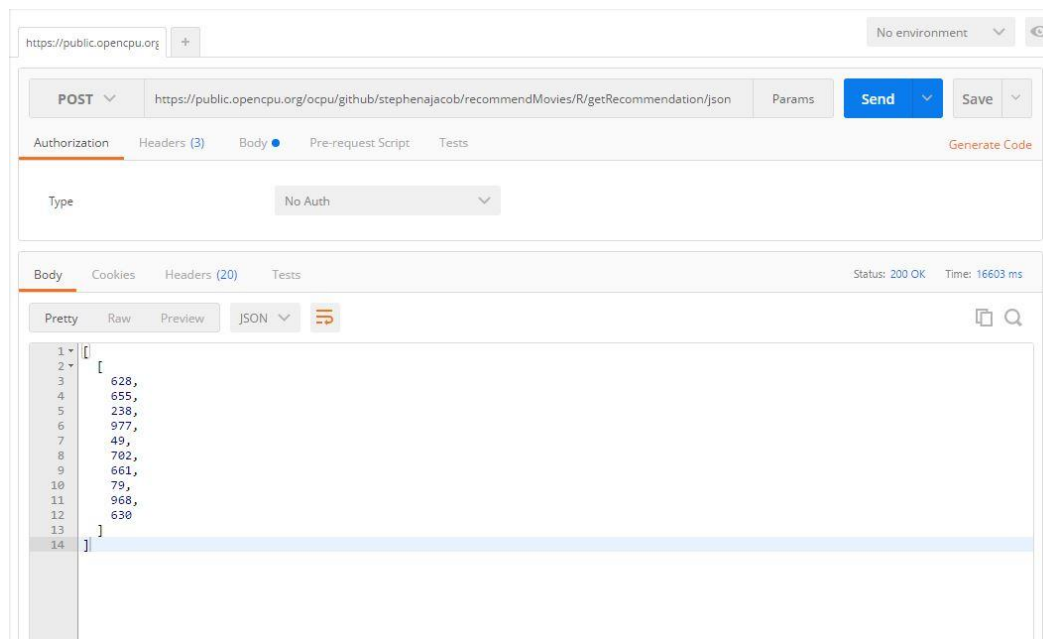 No environment
https://public.opencpu.org +
POST https://public.opencpu.org/ocpu/github/stephenajacob/recommendMovies/R/getRecommendation/json Params Send Save
Authorization Headers (3) Body Pre-request Script Tests Generate Code
Type No Auth
Body Cookies Headers (20) Tests Status: 200 OK Time: 16603 ms
Pretty Raw Preview JSON
1 [
2 [
3 628,
4 655,
5 238,
6 977,
7 49,
8 702,
9 661,
10 79,
11 968,
12 630
13 ]
14 ]